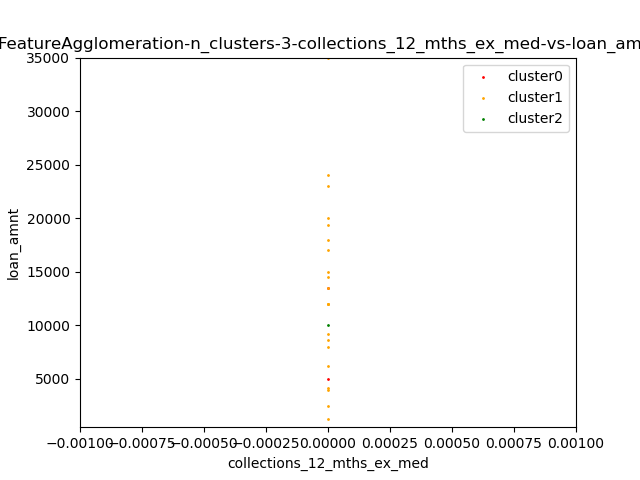 FeatureAgglomeration-n_clusters-3-collections_12_mths_ex_med-vs-loan_am
35000
30000
25000
20000
15000
10000
5000
loan_amnt
cluster0
cluster1
cluster2
−0.00100 −0.00075 −0.00050 −0.00025 0.00000 0.00025 0.00050 0.00075 0.00100
collections_12_mths_ex_med